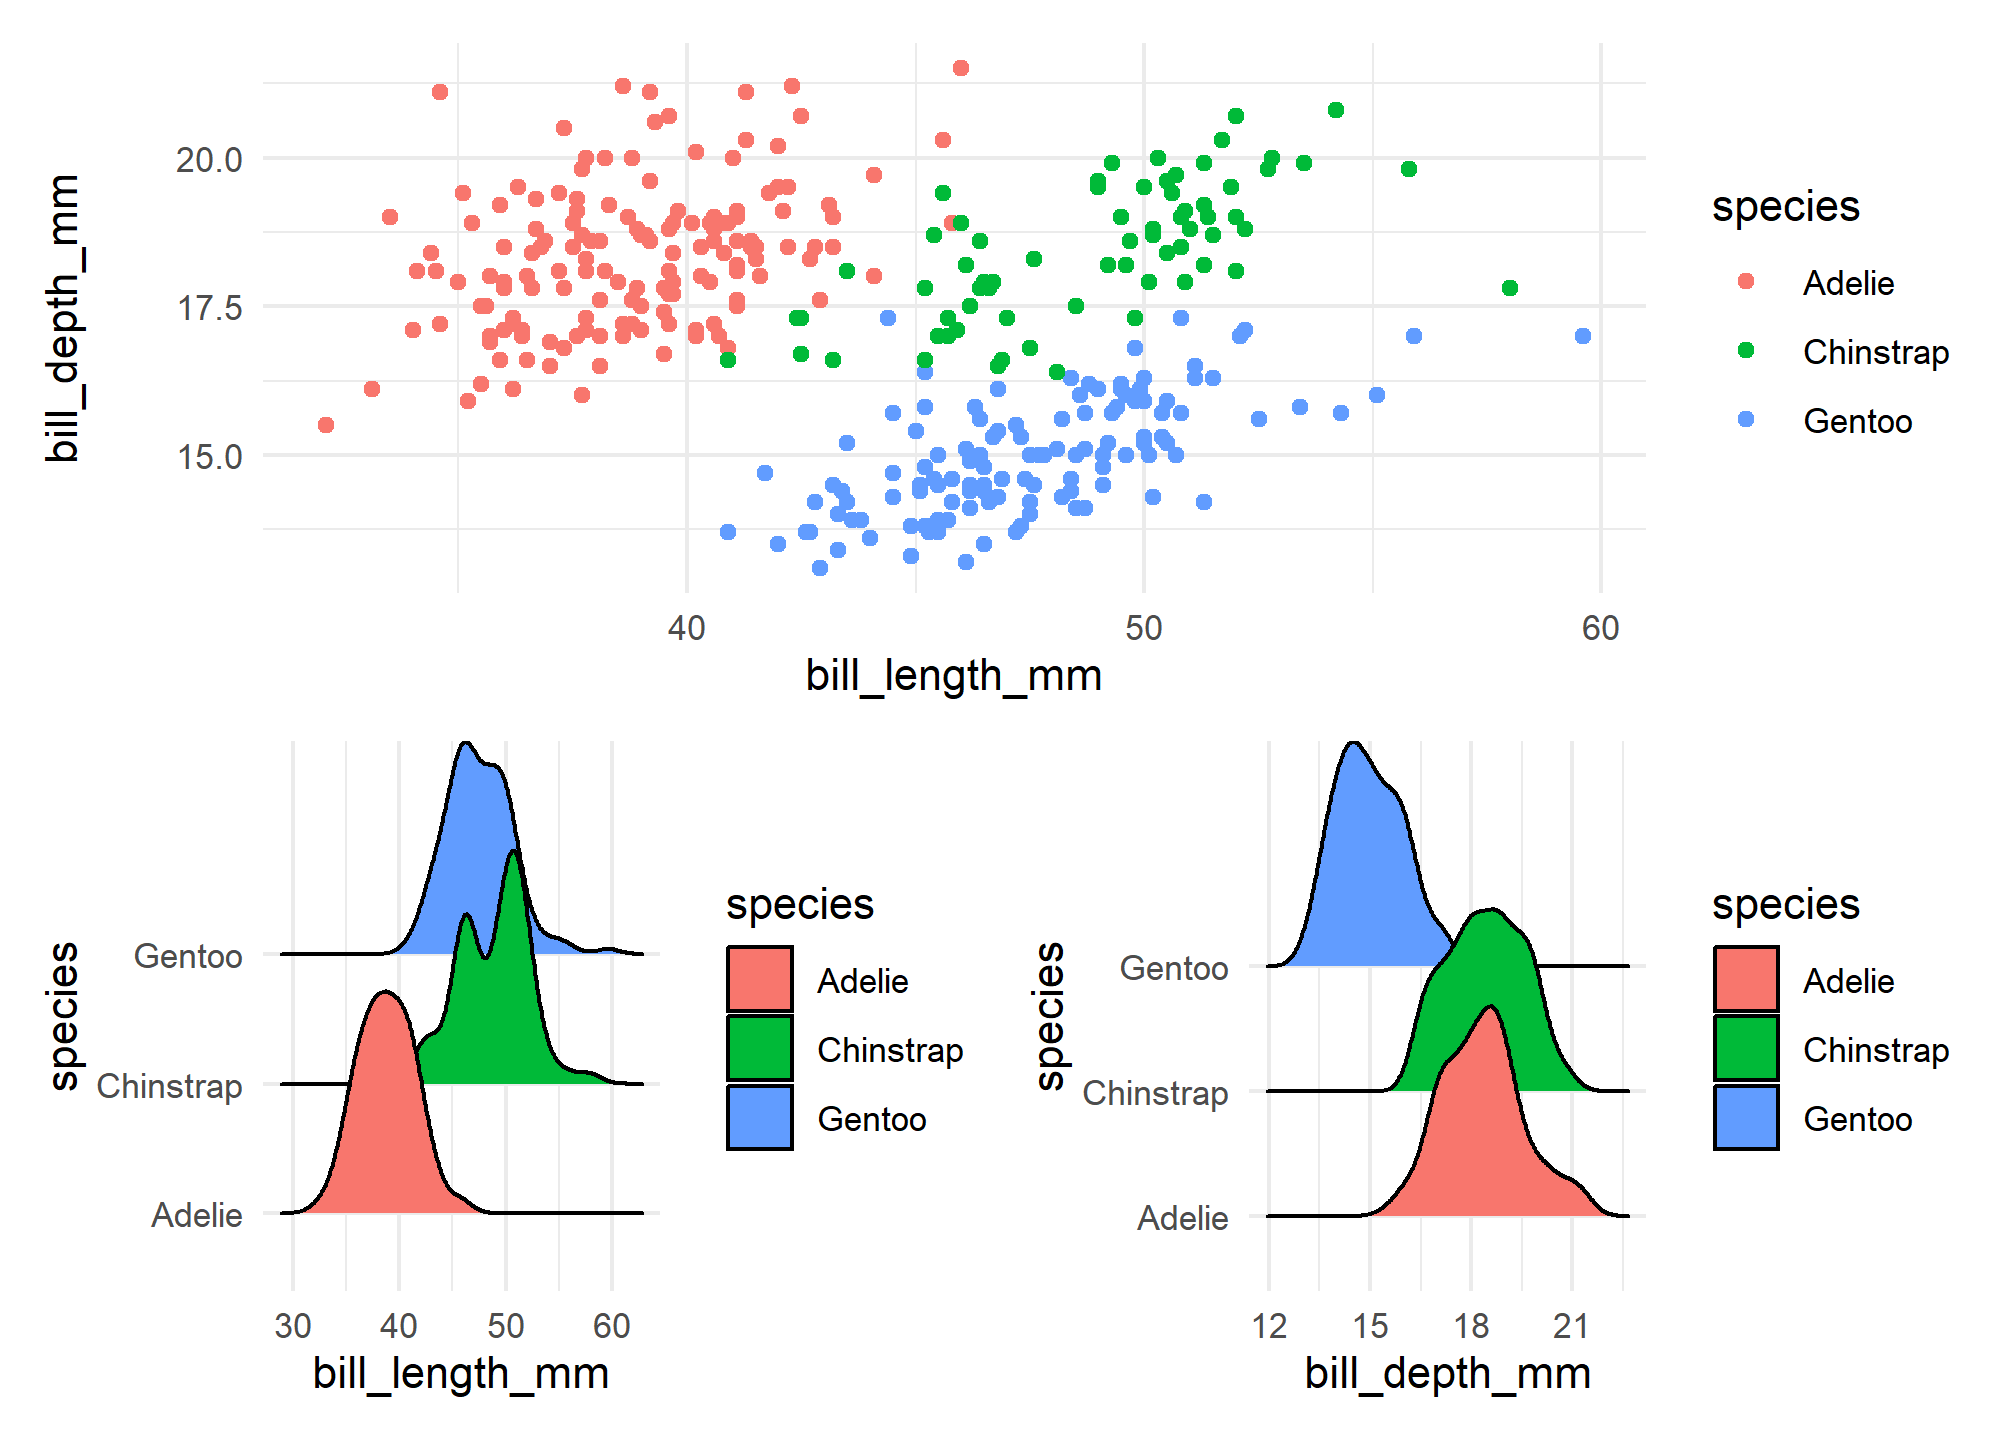 bill_depth_mm
20.0
17.5
15.0
40 50 60
bill_length_mm
species
Adelie
Chinstrap
Gentoo
species
Gentoo
Chinstrap
Adelie
30 40 50 60
bill_length_mm
species
Adelie
Chinstrap
Gentoo
species
Gentoo
Chinstrap
Adelie
12 15 18 21
bill_depth_mm
species
Adelie
Chinstrap
Gentoo